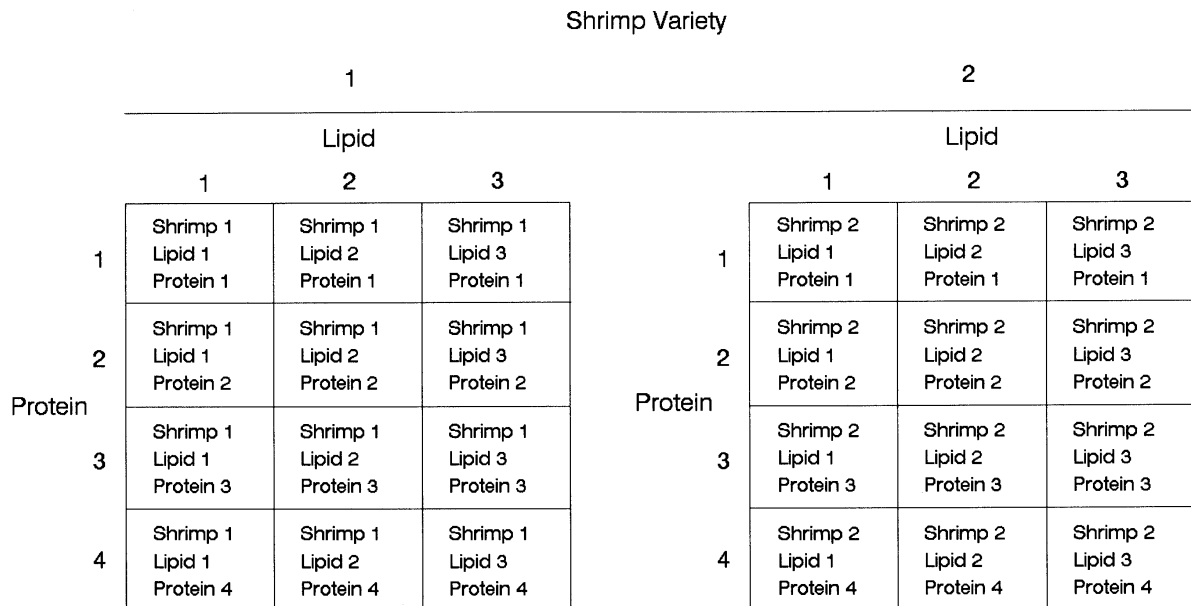 Shrimp Variety
1 2
Lipid Lipid
1 2 3 1 2 3
Shrimp 1 Shrimp 1 Shrimp 1 Shrimp 2 Shrimp 2 Shrimp 2
1 Lipid 1 Lipid 2 Lipid 3 1 Lipid 1 Lipid 2 Lipid 3
Protein 1 Protein 1 Protein 1 Protein 1 Protein 1 Protein 1
Shrimp 1 Shrimp 1 Shrimp 1 Shrimp 2 Shrimp 2 Shrimp 2
2 Lipid 1 Lipid 2 Lipid 3 2 Lipid 1 Lipid 2 Lipid 3
Protein 2 Protein 2 Protein 2 Protein 2 Protein 2 Protein 2
Protein Protein
Shrimp 1 Shrimp 1 Shrimp 1 Shrimp 2 Shrimp 2 Shrimp 2
3 Lipid 1 Lipid 2 Lipid 3 3 Lipid 1 Lipid 2 Lipid 3
Protein 3 Protein 3 Protein 3 Protein 3 Protein 3 Protein 3
Shrimp 1 Shrimp 1 Shrimp 1 Shrimp 2 Shrimp 2 Shrimp 2
4 Lipid 1 Lipid 2 Lipid 3 4 Lipid 1 Lipid 2 Lipid 3
Protein 4 Protein 4 Protein 4 Protein 4 Protein 4 Protein 4